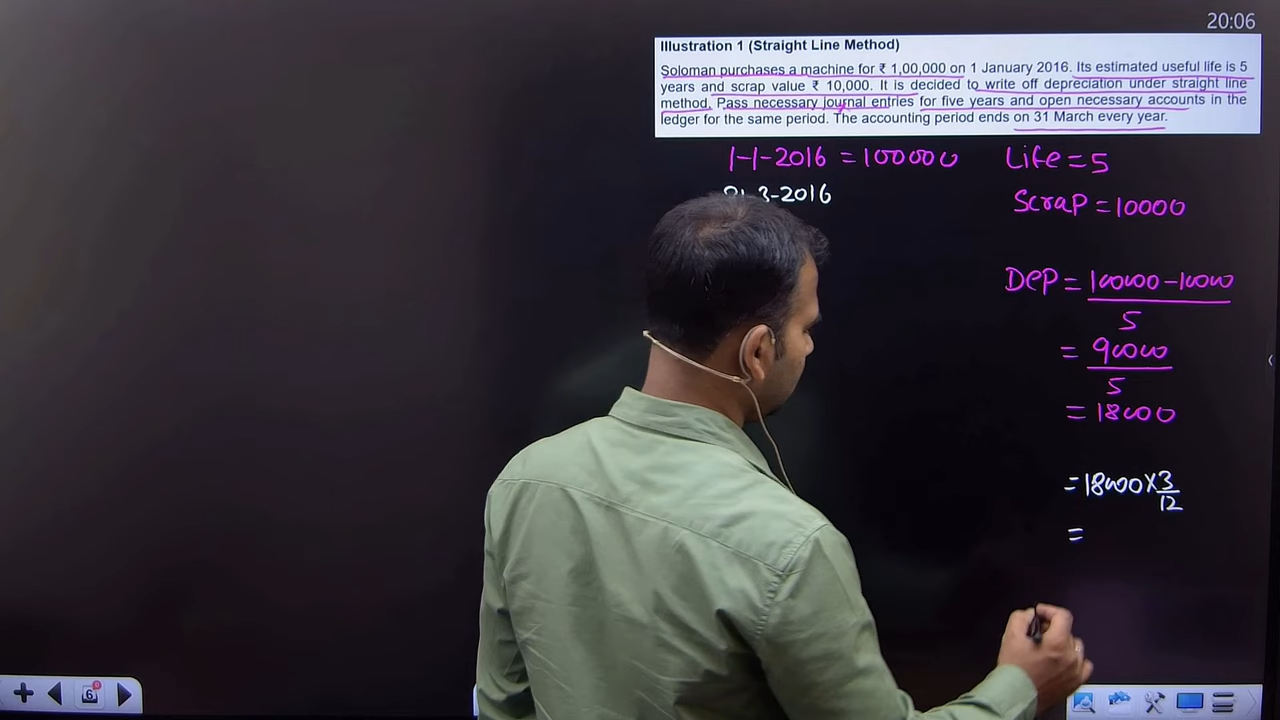 20:06
Illustration 1 (Straight Line Method)
Soloman purchases a machine for ₹ 1,00,000 on 1 January 2016. Its estimated useful life is 5
years and scrap value ₹ 10,000. It is decided to write off depreciation under straight line
method. Pass necessary journal entries for five years and open necessary accounts in the
ledger for the same period. The accounting period ends on 31 March every year.
1-1-2016 = 100000
3-2016
Life = 5
Scrap = 10000
Dep = 100000 - 10000
5
= 90000
5
= 18000
= 18000 × 3
12
=
6